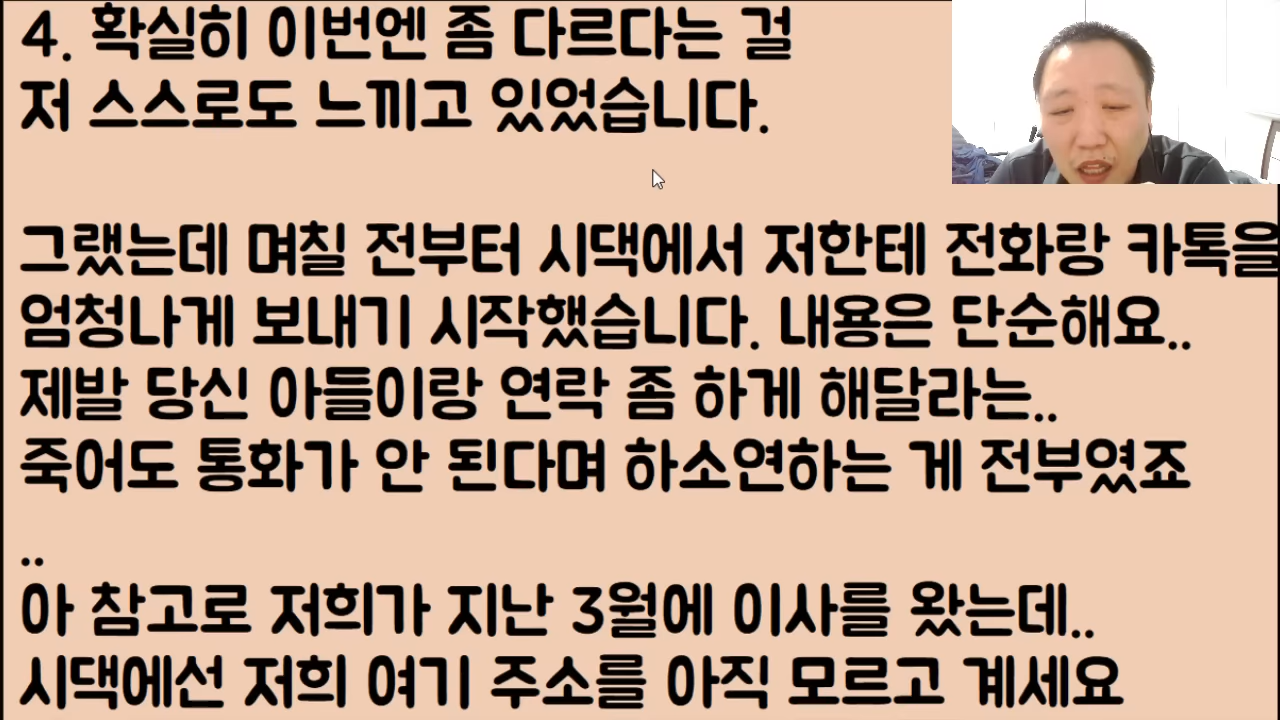 4. 확실히 이번엔 좀 다르다는 걸
저 스스로도 느끼고 있었습니다.
그랬는데 며칠 전부터 시댁에서 저한테 전화랑 카톡을
엄청나게 보내기 시작했습니다. 내용은 단순해요..
제발 당신 아들이랑 연락 좀 하게 해달라는..
죽어도 통화가 안 된다며 하소연하는 게 전부였죠
..
아 참고로 저희가 지난 3월에 이사를 왔는데..
시댁에선 저희 여기 주소를 아직 모르고 계세요